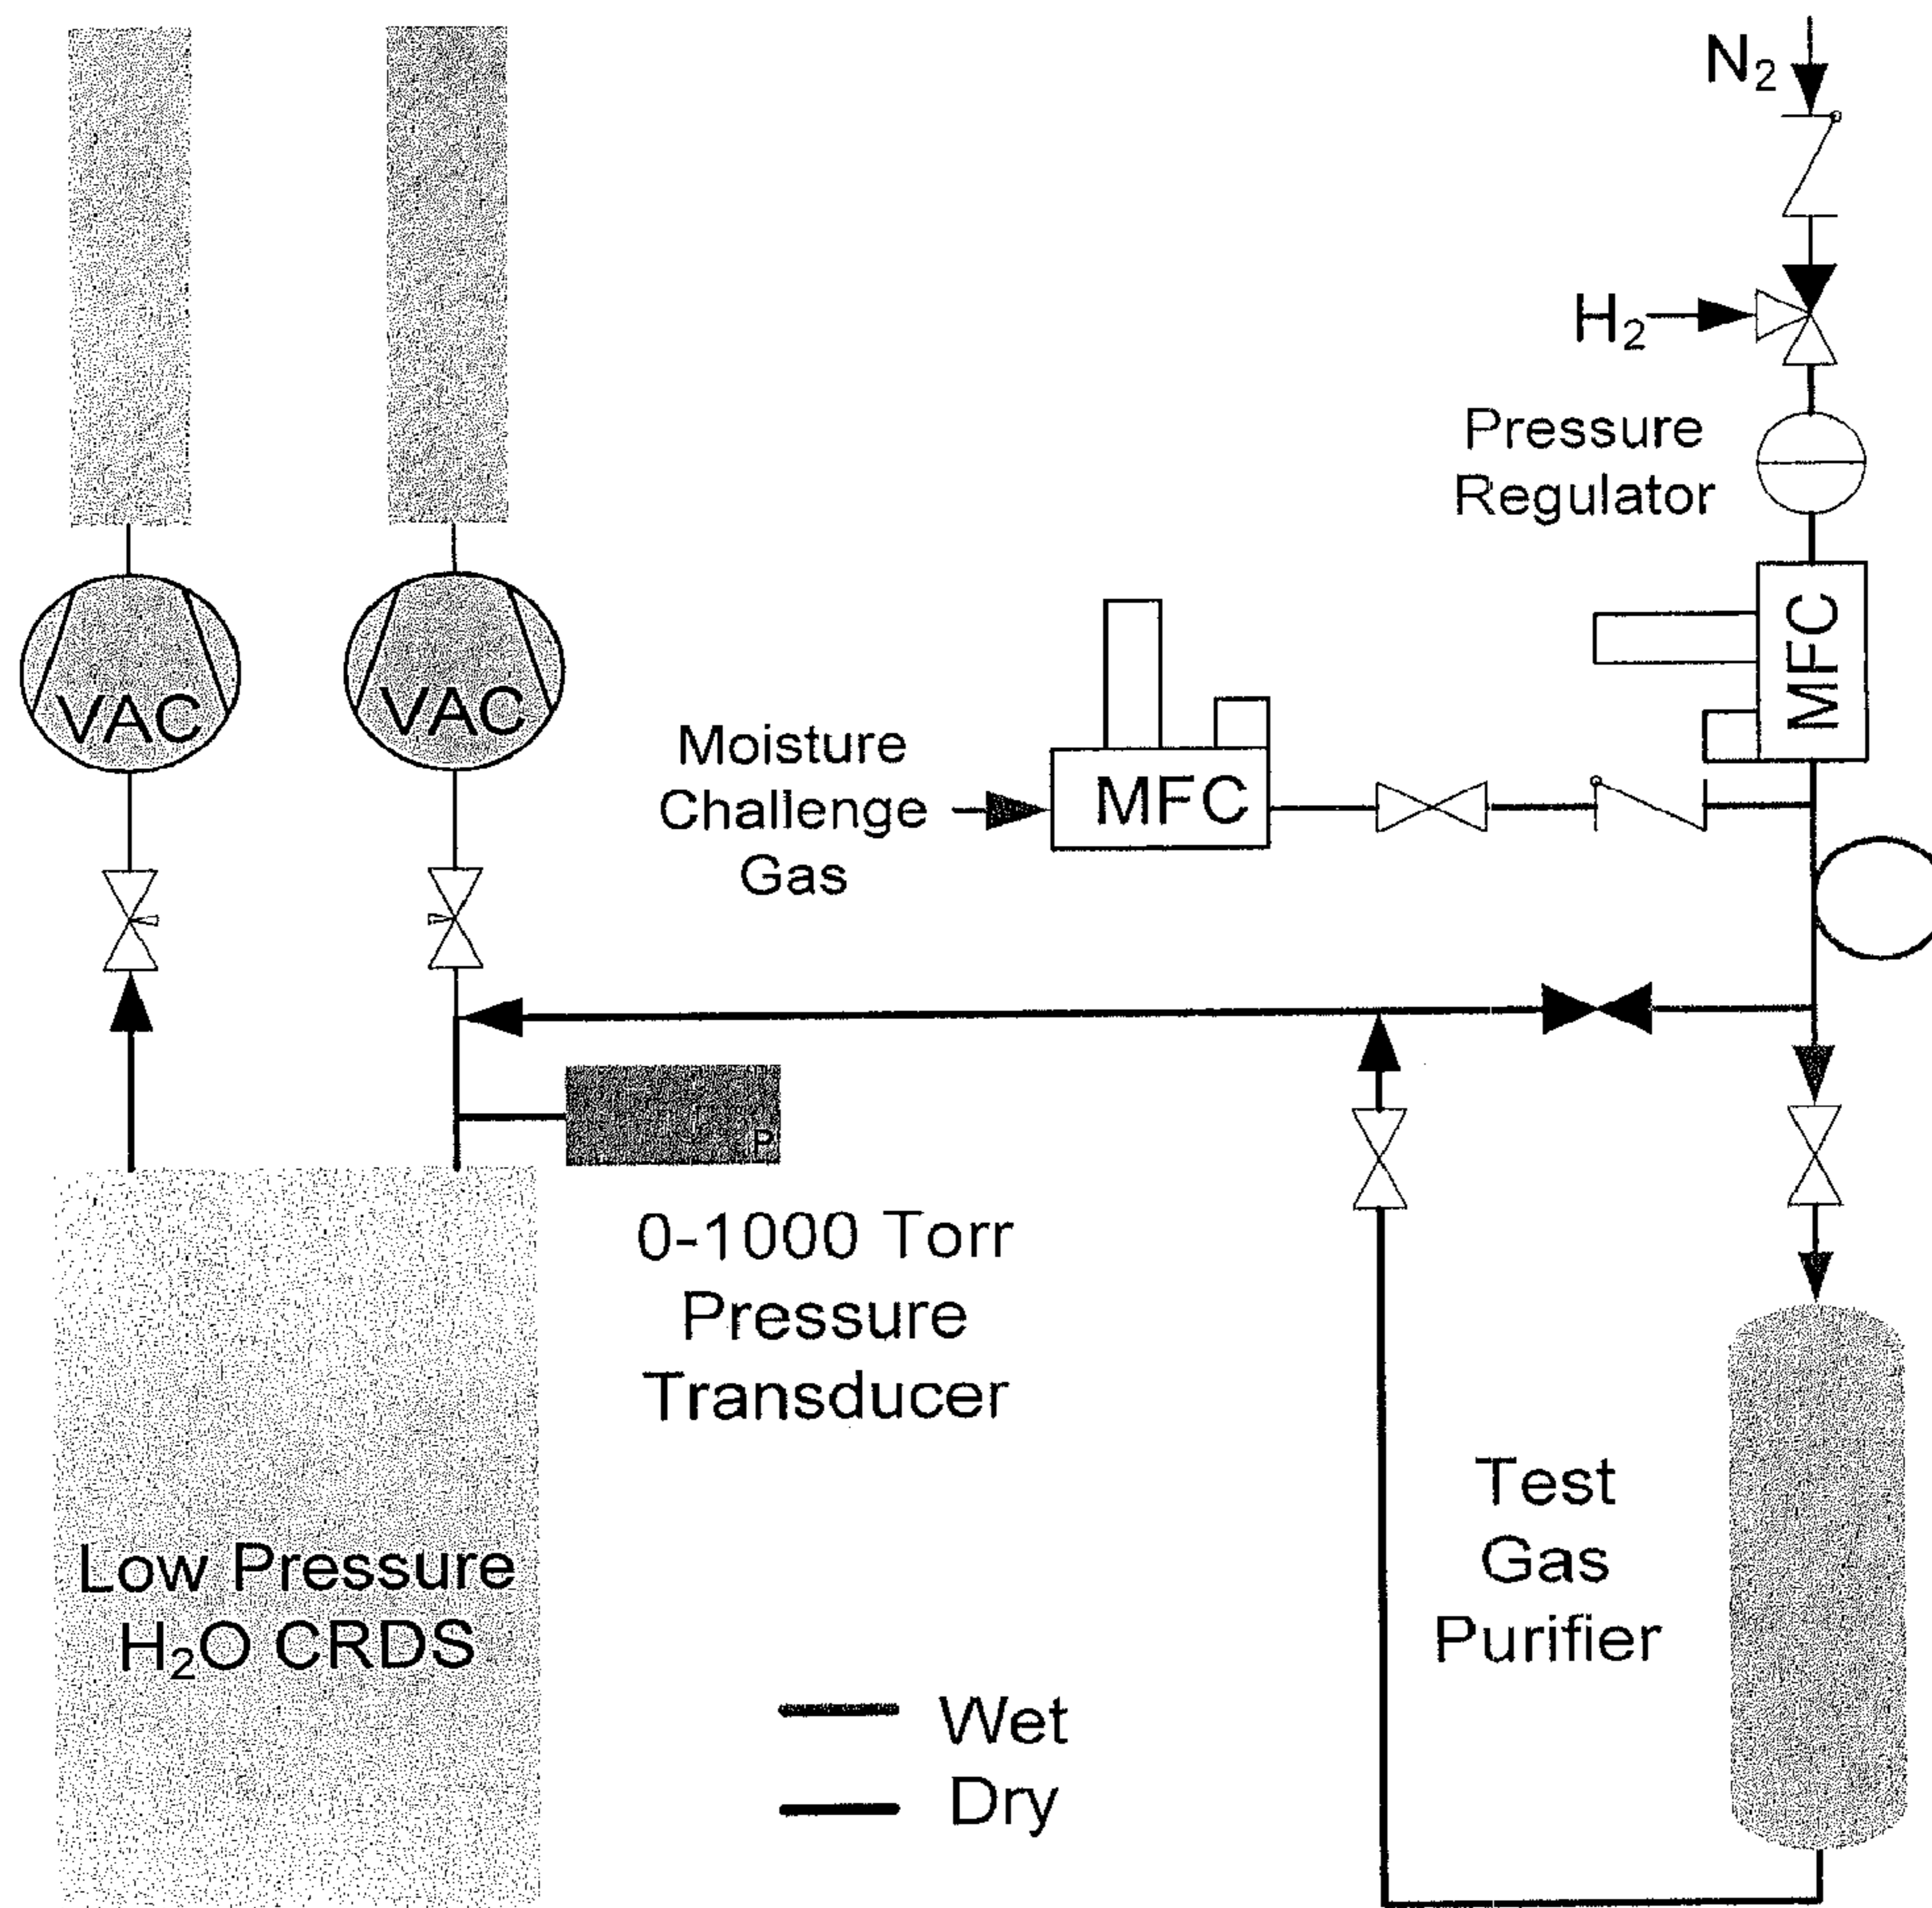 N₂
H₂
Pressure
Regulator
MFC
VAC
VAC
Moisture
Challenge
Gas
MFC
P
0-1000 Torr
Pressure
Transducer
Test
Gas
Purifier
Low Pressure
H₂O CRDS
Wet
Dry